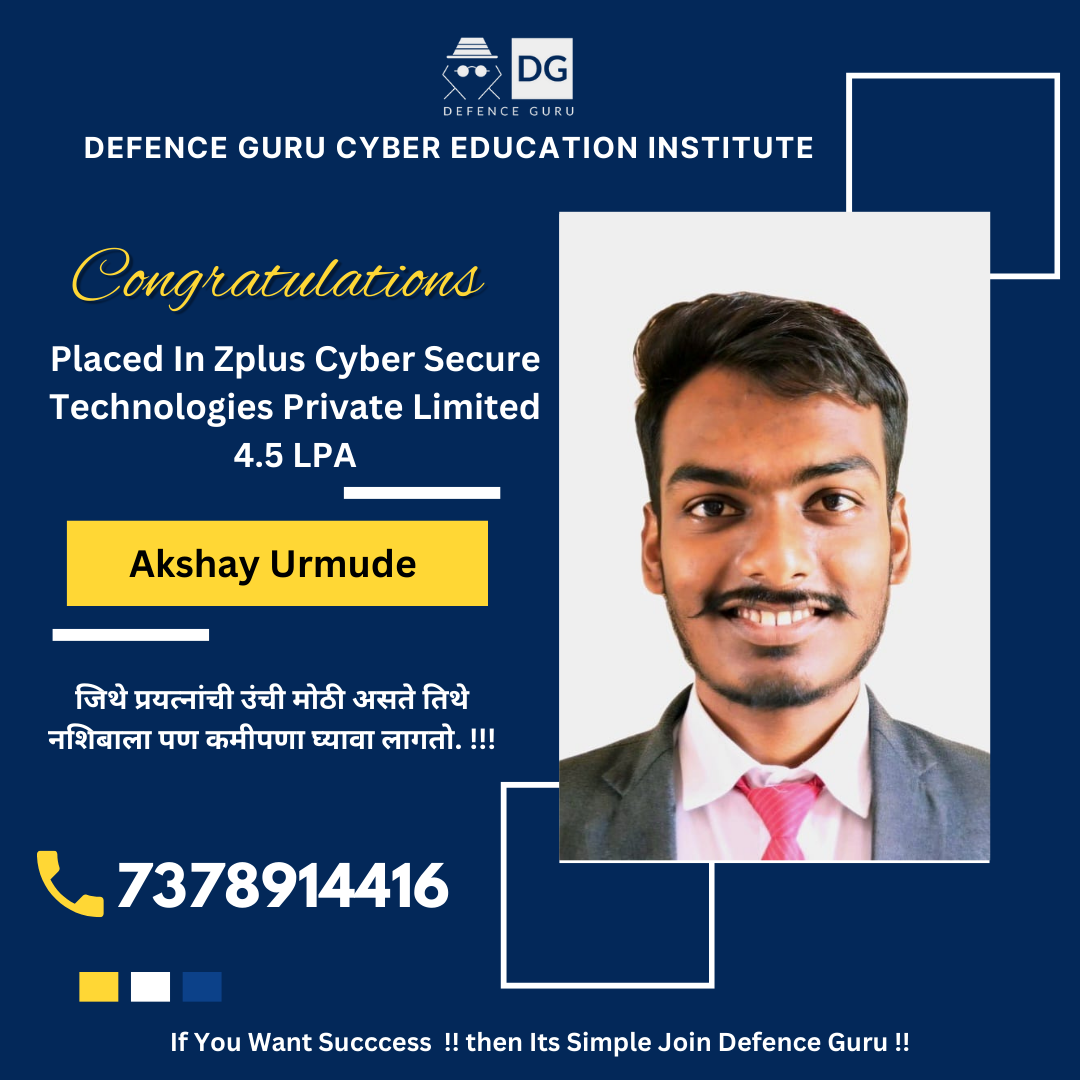 DG
DEFENCE GURU
DEFENCE GURU CYBER EDUCATION INSTITUTE
Congratulations
Placed In Zplus Cyber Secure
Technologies Private Limited
4.5 LPA
Akshay Urmude
जिथे प्रयत्नांची उंची मोठी असते तिथे
नशिबाला पण कमीपणा घ्यावा लागतो. !!!
7378914416
If You Want Succcess !! then Its Simple Join Defence Guru !!